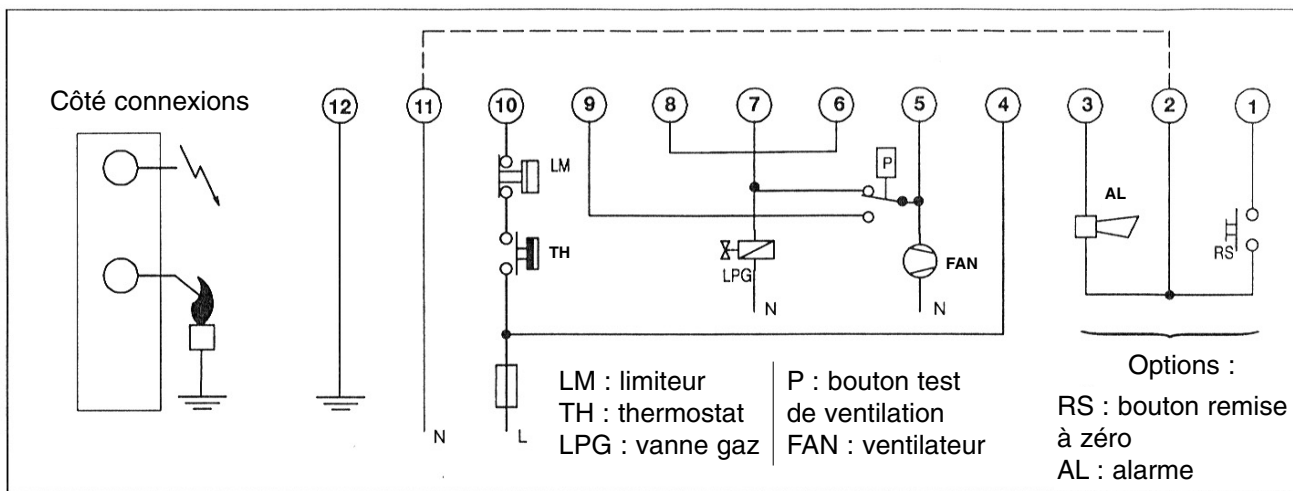 Côté connexions
12 11 10 9 8 7 6 5 4 3 2 1
LM
P
AL
TH
RS
LPG
FAN
N
N
N
L
LM : limiteur
TH : thermostat
LPG : vanne gaz
P : bouton test
de ventilation
FAN : ventilateur
Options :
RS : bouton remise
à zéro
AL : alarme